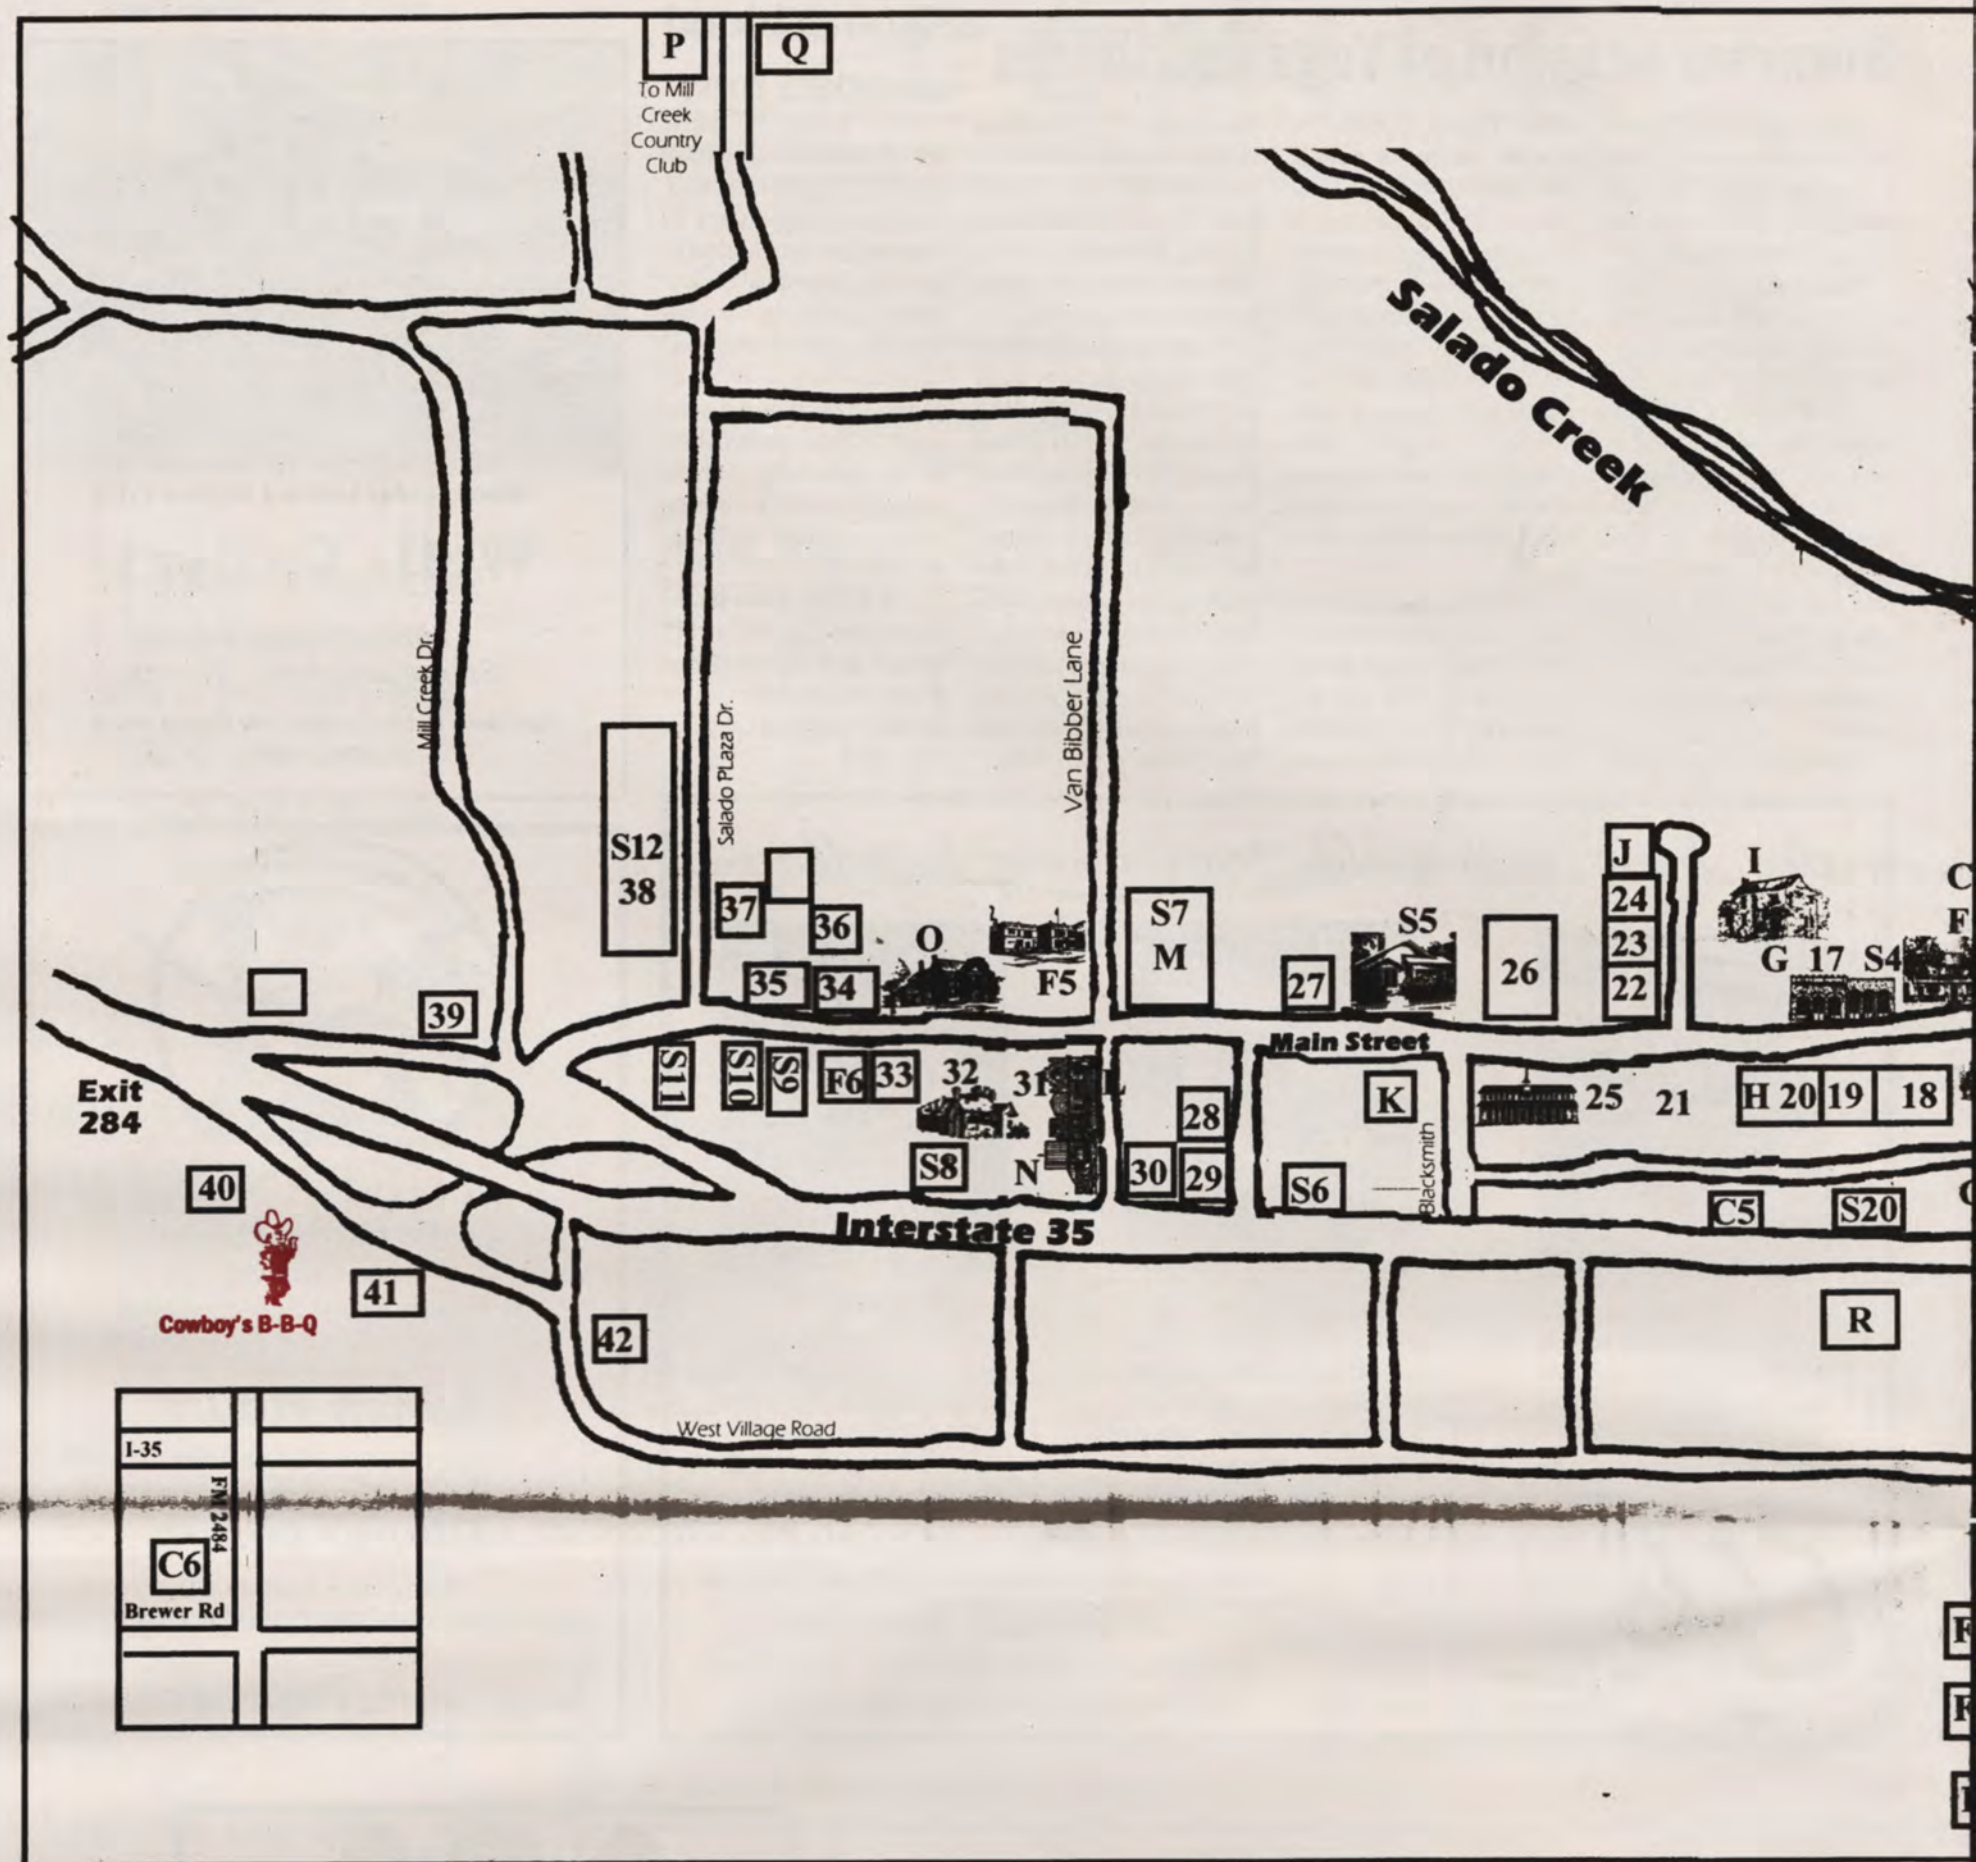 P
Q
To Mill
Creek
Country
Club
Salado Creek
Mill Creek Dr.
Salado PLaza Dr.
Van Bibber Lane
S12
38
37
36
35
34
O
F5
S7
M
27
S5
26
J
24
23
22
I
G 17 S4
C
F
39
Main Street
Exit
284
S11
S10
S9
F6
33
32
31
L
28
K
Blacksmith
25
21
H 20
19
18
40
S8
N
30
29
S6
C5
S20
Interstate 35
Cowboy's B-B-Q
41
42
R
West Village Road
I-35
FM 2484
C6
Brewer Rd